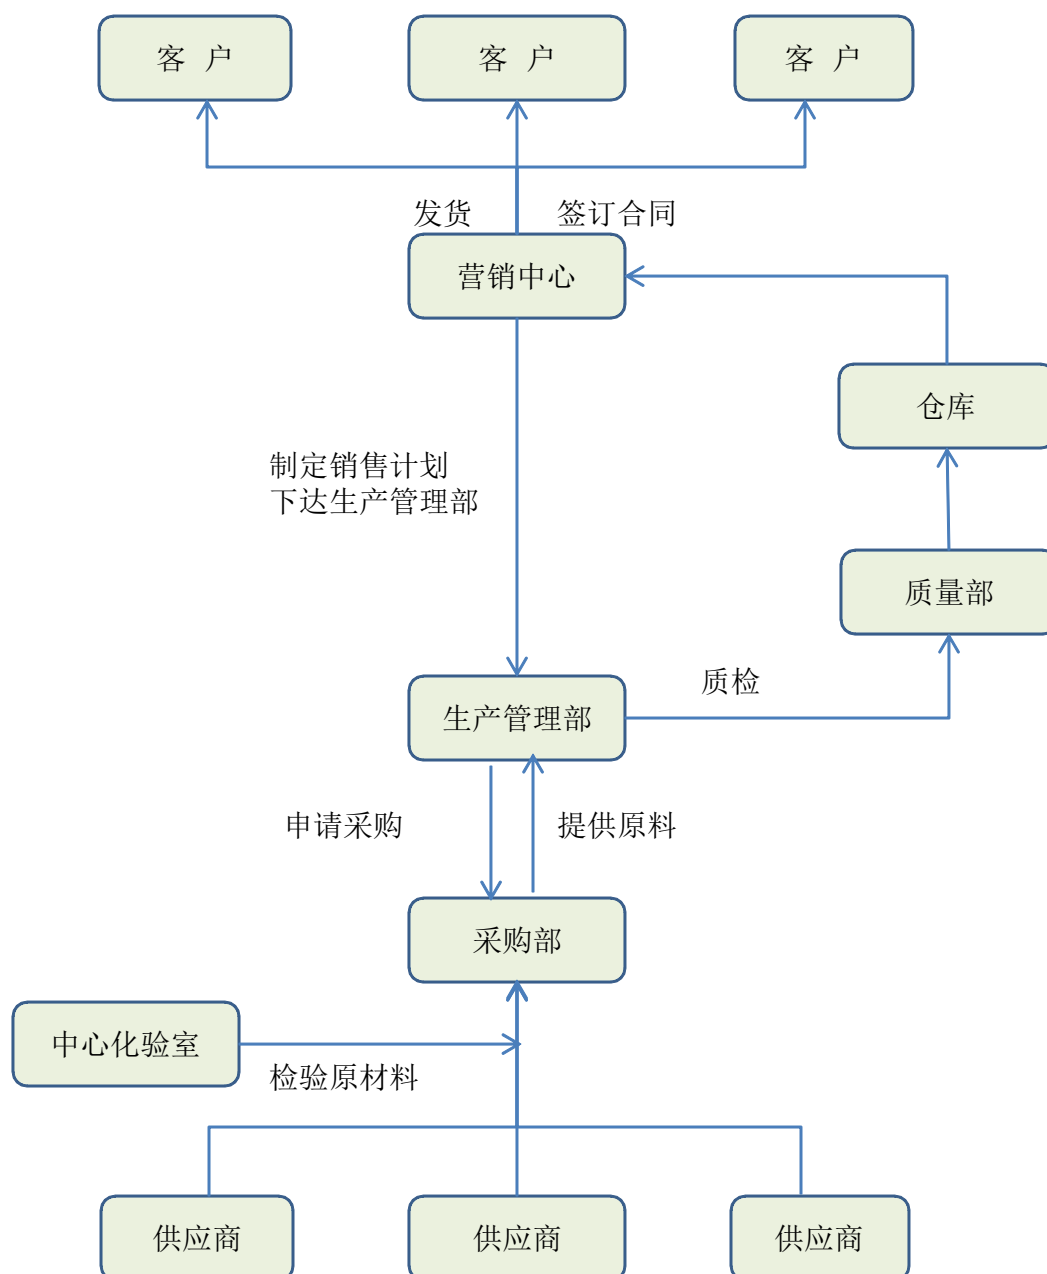 客 户
客 户
客 户
发货
签订合同
营销中心
仓库
制定销售计划
下达生产管理部
质量部
质检
生产管理部
申请采购
提供原料
采购部
中心化验室
检验原材料
供应商
供应商
供应商